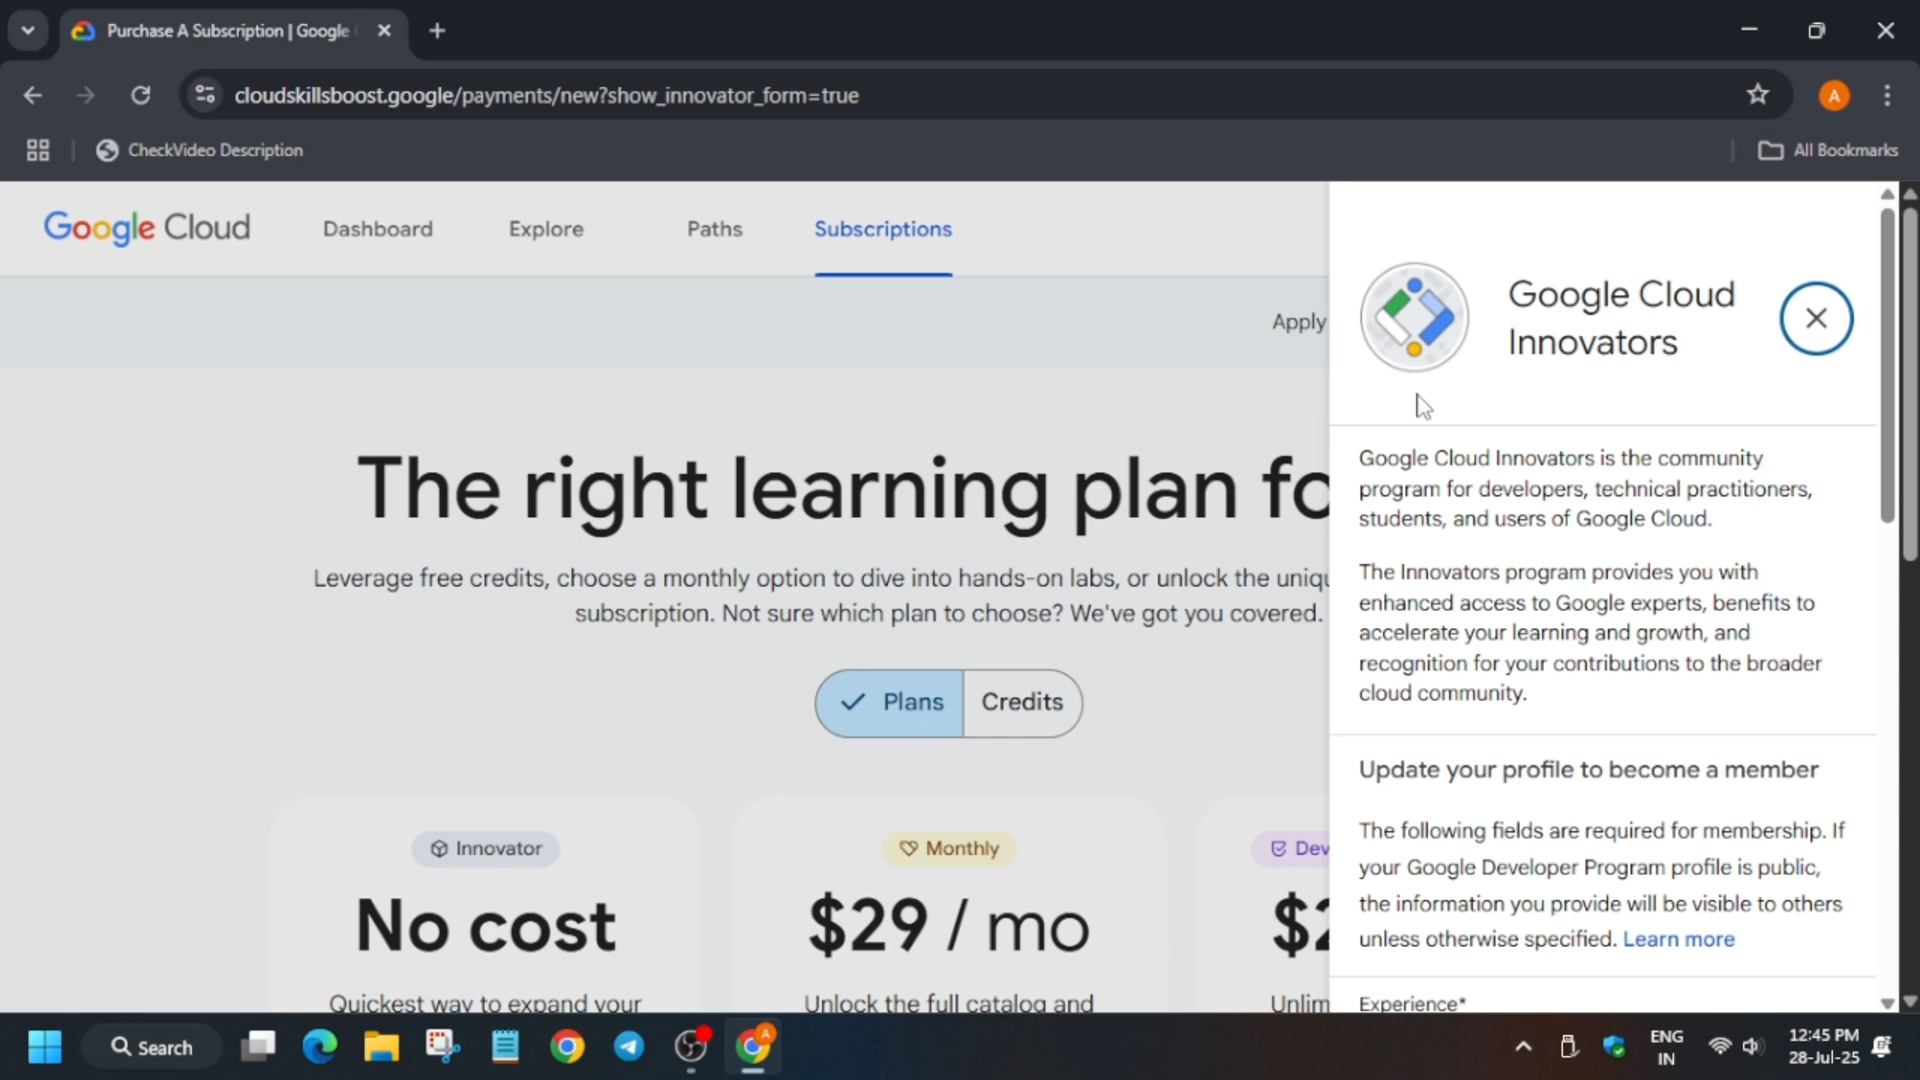 Purchase A Subscription | Google
cloudskillsboost.google/payments/new?show_innovator_form=true
A
CheckVideo Description
All Bookmarks
Google Cloud
Dashboard
Explore
Paths
Subscriptions
Apply
The right learning plan fo
Leverage free credits, choose a monthly option to dive into hands-on labs, or unlock the uniqu
subscription. Not sure which plan to choose? We've got you covered.
Plans
Credits
Innovator
No cost
Quickest way to expand your
Monthly
$29 / mo
Unlock the full catalog and
Dev
$2
Unlim
Google Cloud
Innovators
Google Cloud Innovators is the community
program for developers, technical practitioners,
students, and users of Google Cloud.
The Innovators program provides you with
enhanced access to Google experts, benefits to
accelerate your learning and growth, and
recognition for your contributions to the broader
cloud community.
Update your profile to become a member
The following fields are required for membership. If
your Google Developer Program profile is public,
the information you provide will be visible to others
unless otherwise specified. Learn more
Experience*
Search
A
ENG
IN
12:45 PM
28-Jul-25